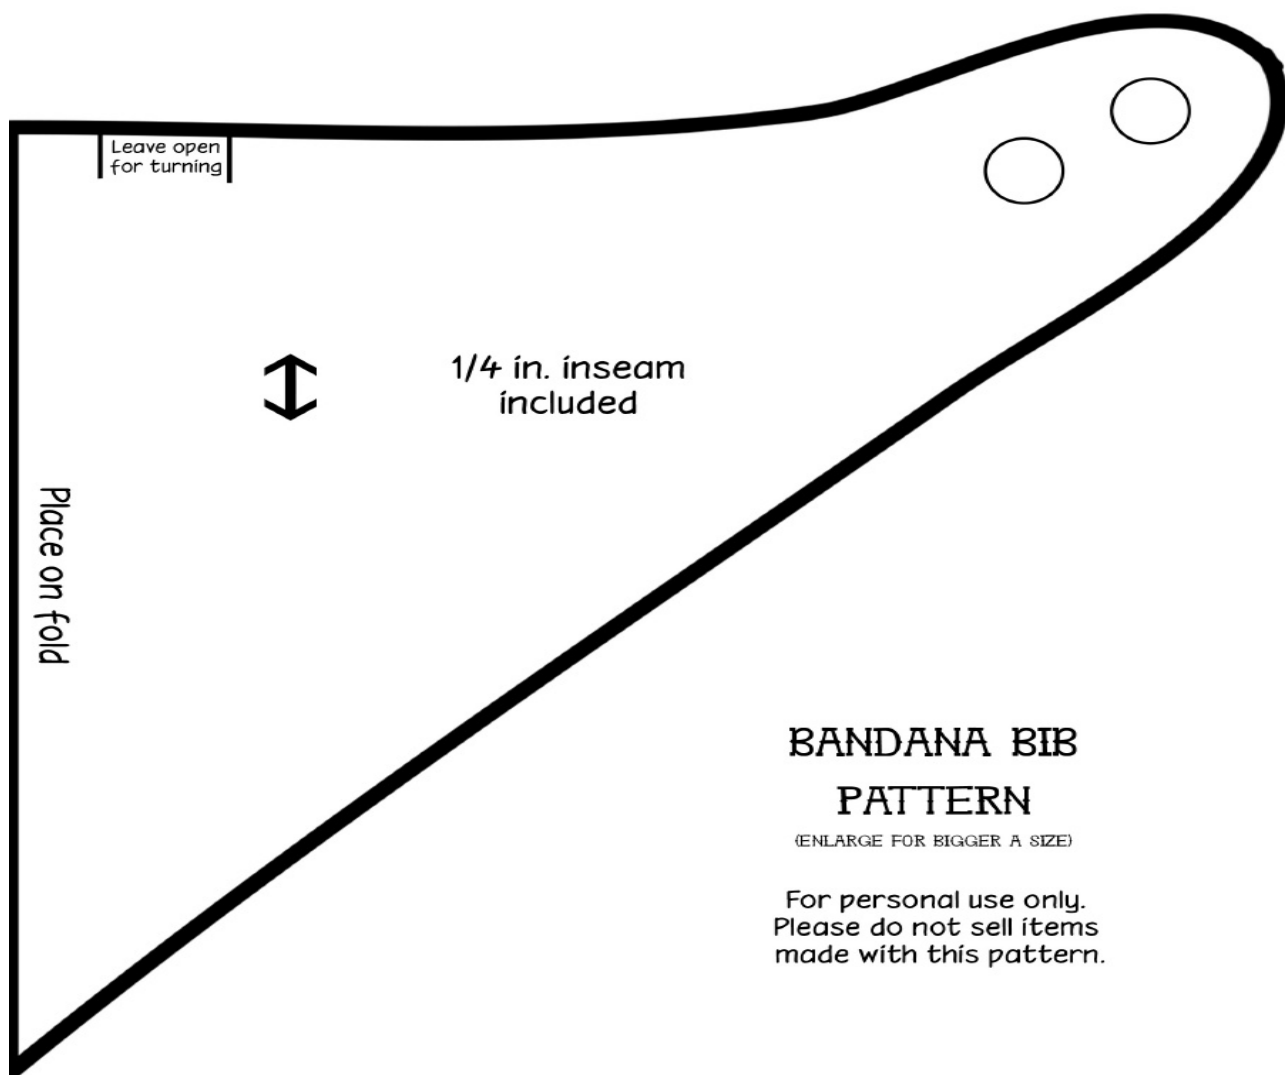 Leave open
for turning
1/4 in. inseam
included
Place on fold
BANDANA BIB
PATTERN
(ENLARGE FOR BIGGER A SIZE)
For personal use only.
Please do not sell items
made with this pattern.